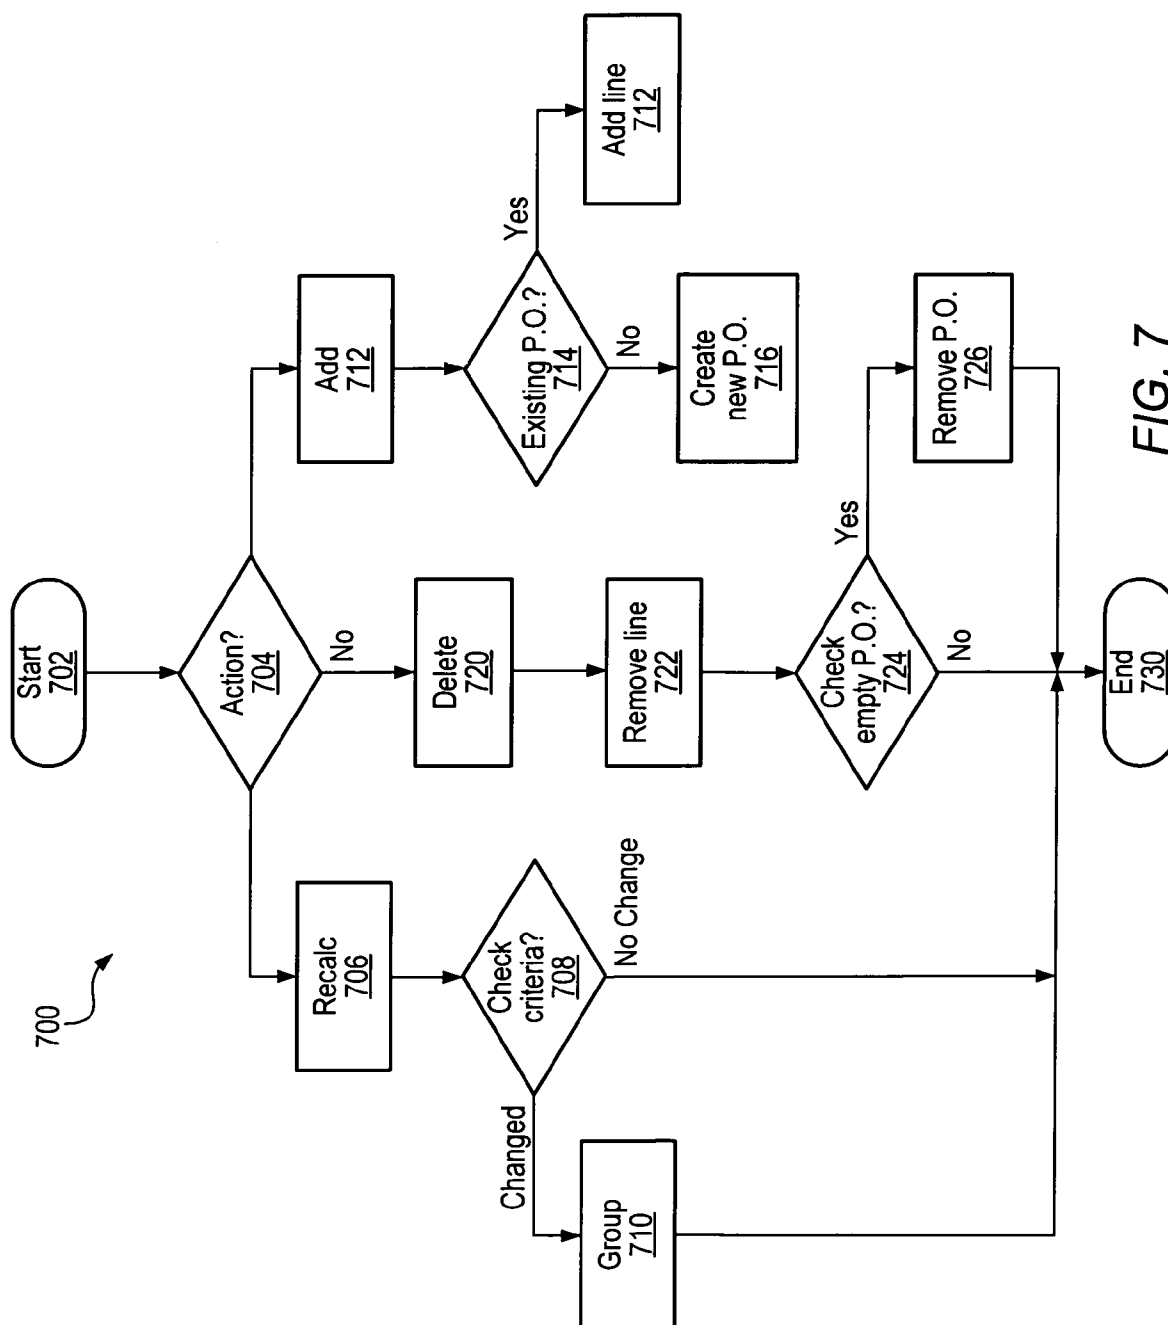 700
Start
702
Action?
704
No
Recalc
706
Check
criteria?
708
Changed
No Change
Group
710
Delete
720
Remove line
722
Check
empty P.O.?
724
Yes
No
Remove P.O.
726
Add
712
Existing P.O.?
714
Yes
No
Add line
712
Create
new P.O.
716
End
730
FIG. 7